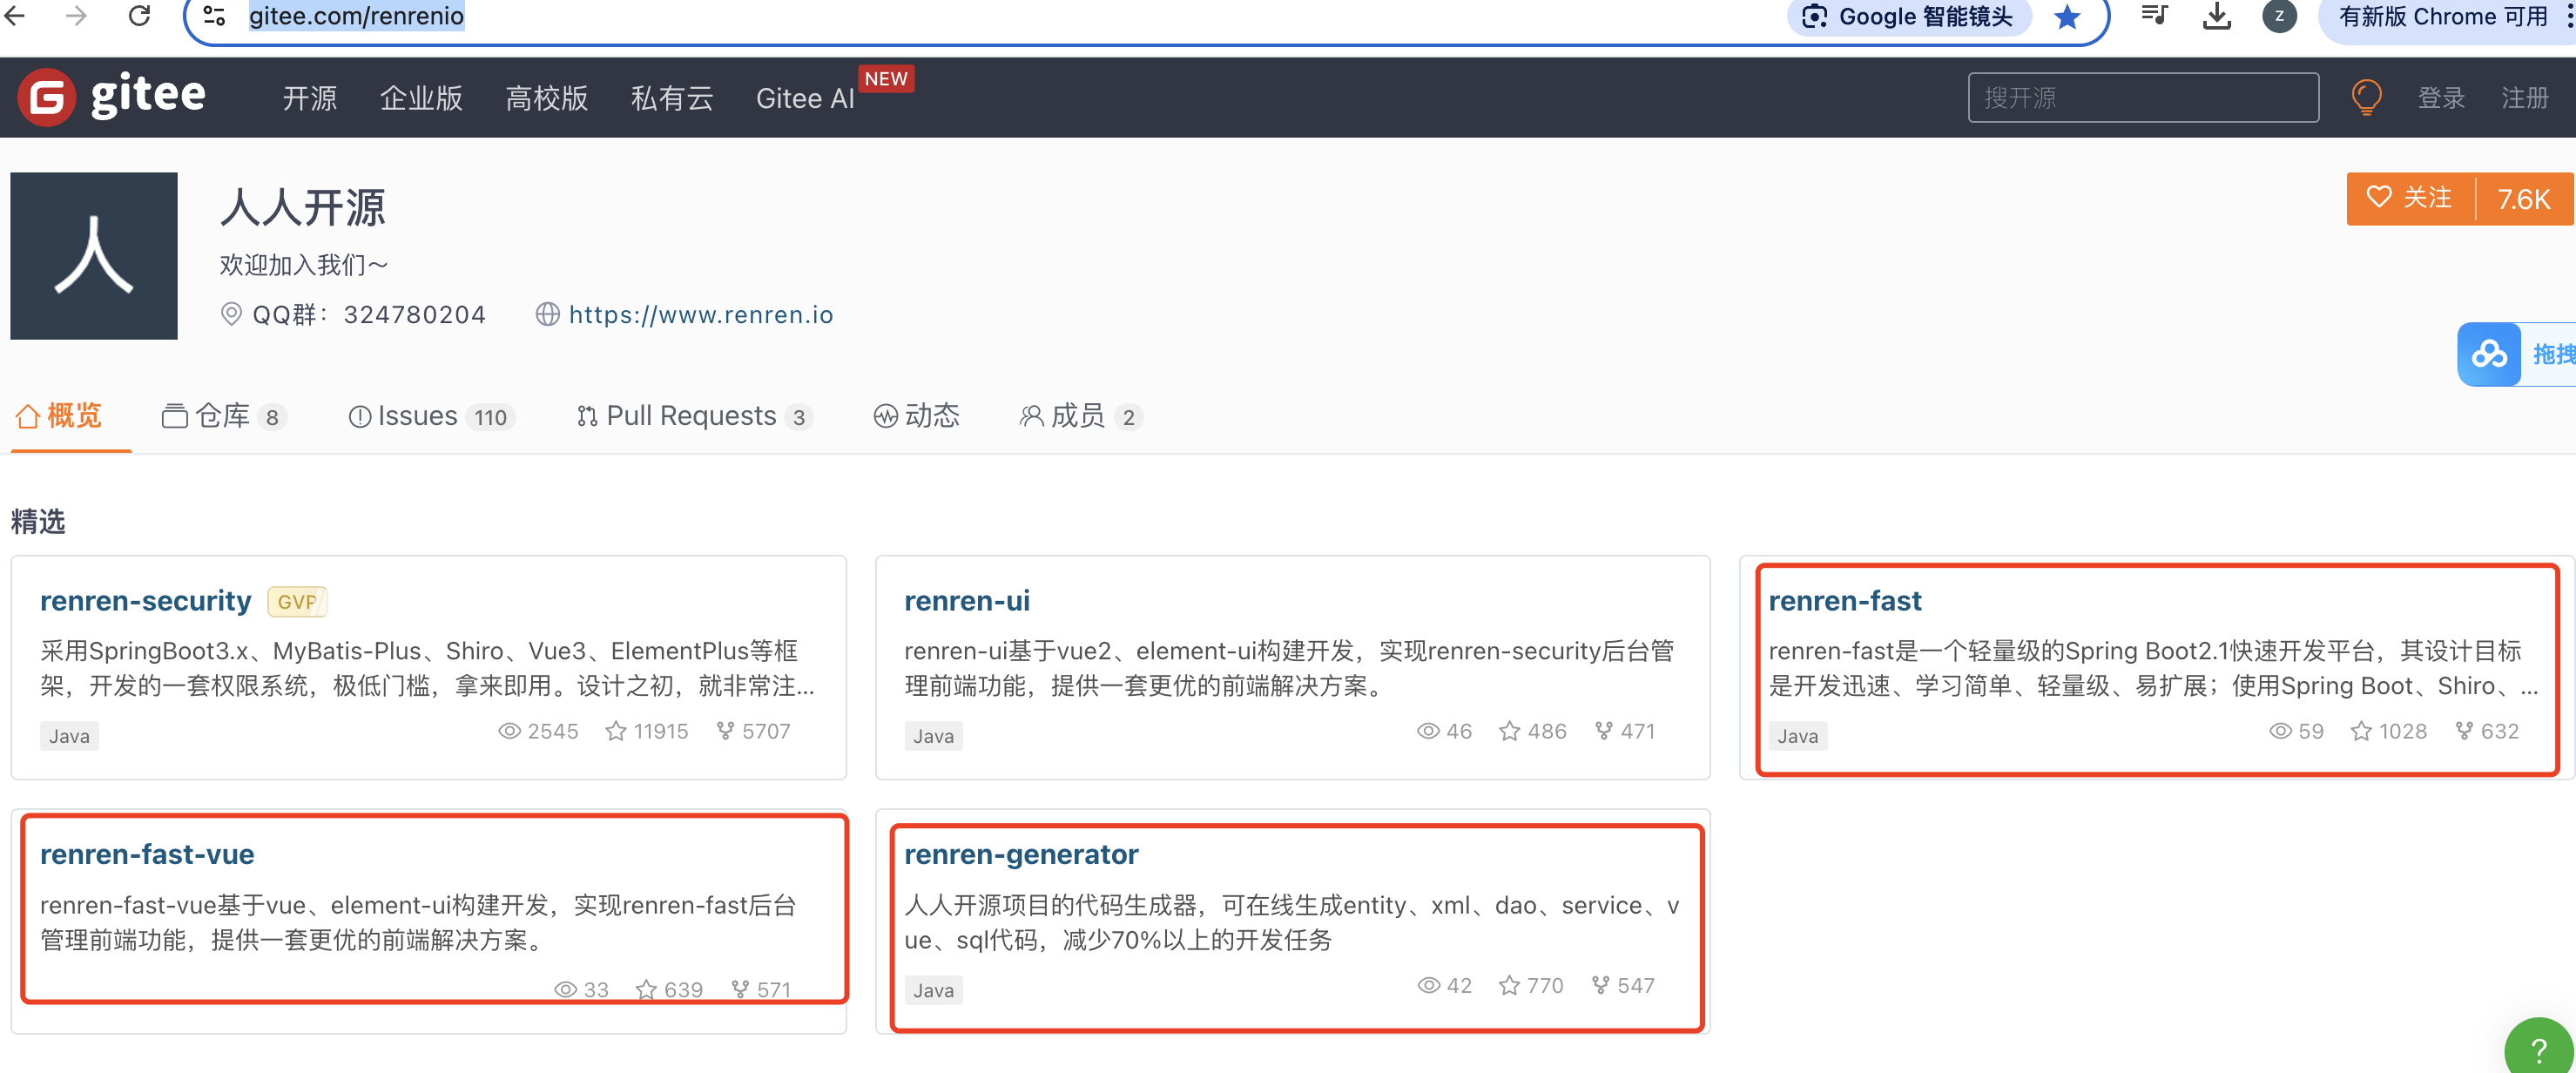 gitee.com/renrenio
Google 智能镜头
z
有新版 Chrome 可用
G gitee
开源
企业版
高校版
私有云
Gitee AI
NEW
搜开源
登录
注册
人
人人开源
关注
7.6K
欢迎加入我们～
QQ群：324780204
https://www.renren.io
拖拽
概览
仓库 8
Issues 110
Pull Requests 3
动态
成员 2
精选
renren-security GVP
采用SpringBoot3.x、MyBatis-Plus、Shiro、Vue3、ElementPlus等框
架，开发的一套权限系统，极低门槛，拿来即用。设计之初，就非常注...
Java
2545 11915 5707
renren-ui
renren-ui基于vue2、element-ui构建开发，实现renren-security后台管
理前端功能，提供一套更优的前端解决方案。
Java
46 486 471
renren-fast
renren-fast是一个轻量级的Spring Boot2.1快速开发平台，其设计目标
是开发迅速、学习简单、轻量级、易扩展；使用Spring Boot、Shiro、...
Java
59 1028 632
renren-fast-vue
renren-fast-vue基于vue、element-ui构建开发，实现renren-fast后台
管理前端功能，提供一套更优的前端解决方案。
33 639 571
renren-generator
人人开源项目的代码生成器，可在线生成entity、xml、dao、service、v
ue、sql代码，减少70%以上的开发任务
Java
42 770 547
?